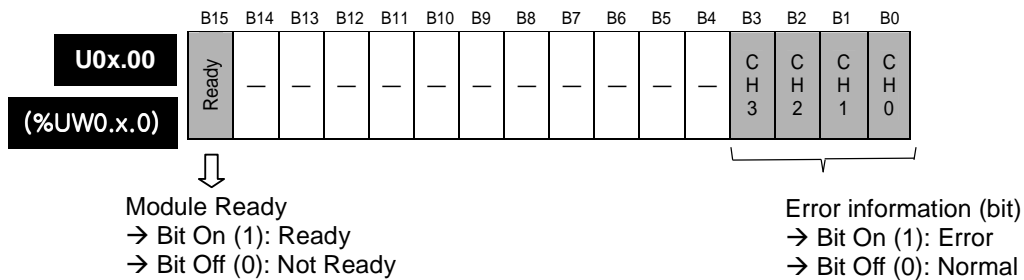 B15 B14 B13 B12 B11 B10 B9 B8 B7 B6 B5 B4 B3 B2 B1 B0
U0x.00
(%UW0.x.0)
Ready — — — — — — — — — — — CH3 CH2 CH1 CH0
Module Ready
→ Bit On (1): Ready
→ Bit Off (0): Not Ready
Error information (bit)
→ Bit On (1): Error
→ Bit Off (0): Normal